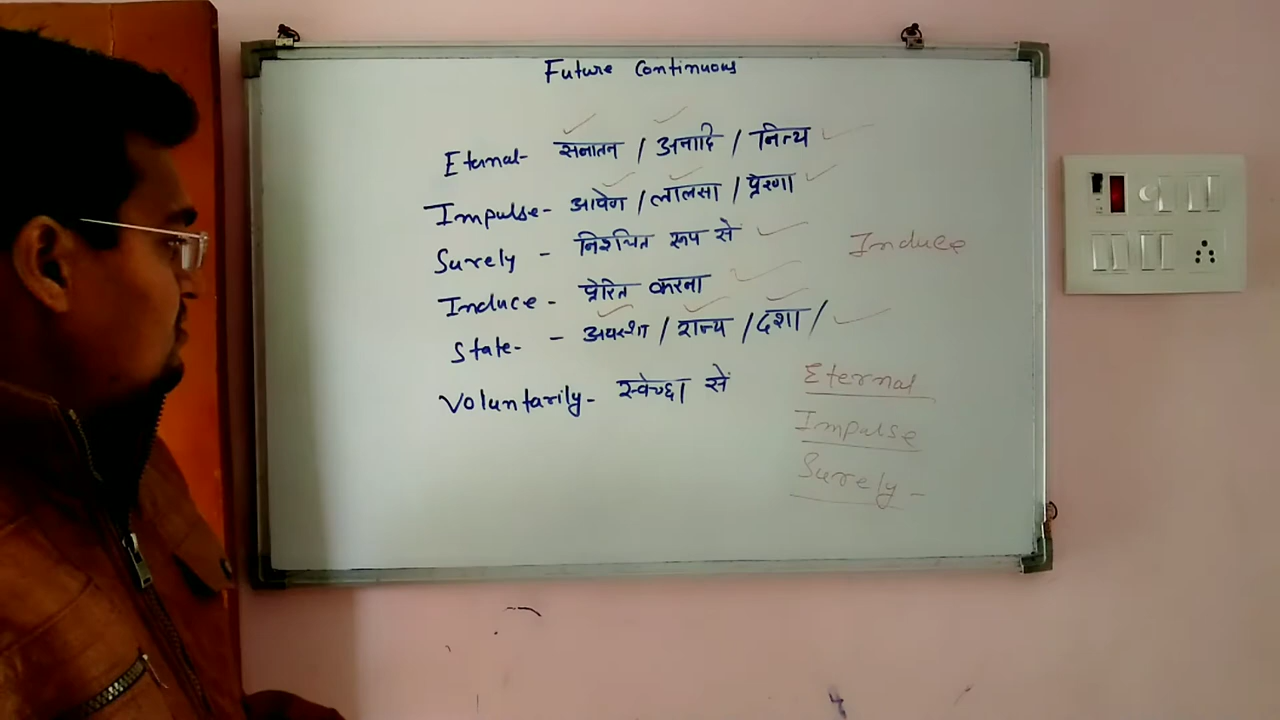 Future Continuous
Eternal- सनातन / अनादि / नित्य
Impulse- आवेग / लालसा / प्रेरणा
Surely - निश्चित रूप से
Induce
Induce - प्रेरित करना
State- - अवस्था / राज्य / दशा /
Voluntarily- स्वेच्छा सें
Eternal
Impulse
Surely -